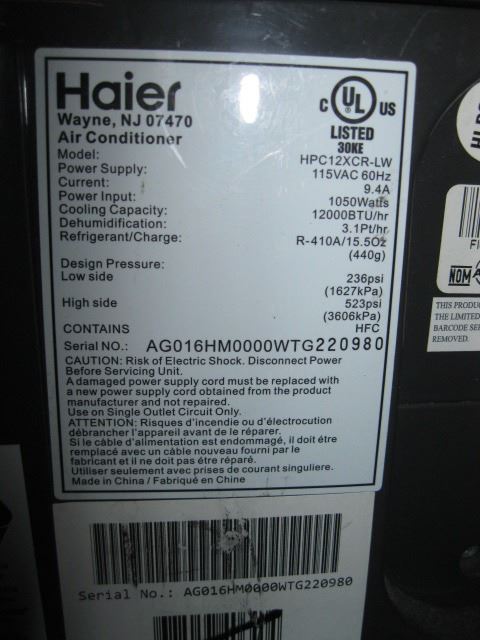 Haier
Wayne, NJ 07470
Air Conditioner
C UL US
LISTED
30KE
Model: HPC12XCR-LW
Power Supply: 115VAC 60Hz
Current: 9.4A
Power Input: 1050Watts
Cooling Capacity: 12000BTU/hr
Dehumidification: 3.1Pt/hr
Refrigerant/Charge: R-410A/15.5Oz
(440g)
Design Pressure:
Low side 236psi
(1627kPa)
High side 523psi
(3606kPa)
CONTAINS HFC
Serial NO.: AG016HM0000WTG220980
CAUTION: Risk of Electric Shock. Disconnect Power
Before Servicing Unit.
A damaged power supply cord must be replaced with
a new power supply cord obtained from the product
manufacturer and not repaired.
Use on Single Outlet Circuit Only.
ATTENTION: Risques d'incendie ou d'électrocution
débrancher l'appareil avant de le réparer.
Si le câble d'alimentation est endommagé, il doit éte
remplacé avec un câble nouveau fourni par le
fabricant et il ne doit pas étre réparé.
Utiliser seulement avec prises de courant singuliere.
Made in China / Fabriqué en Chine
Serial No.: AG016HM0000WTG220980
NOM
THIS PRODU
THE LIMITED
BARCODE SE
REMOVED.